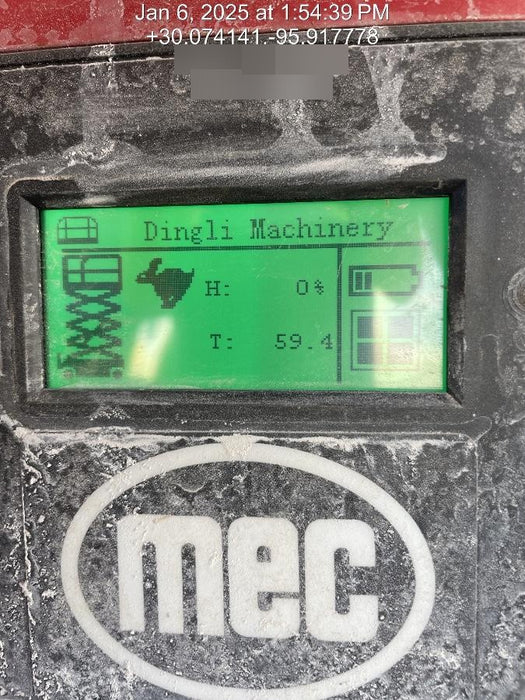 Jan 6, 2025 at 1:54:39 PM
+30.074141,-95.917778
Dingli Machinery
H: 0%
T: 59.4
mec